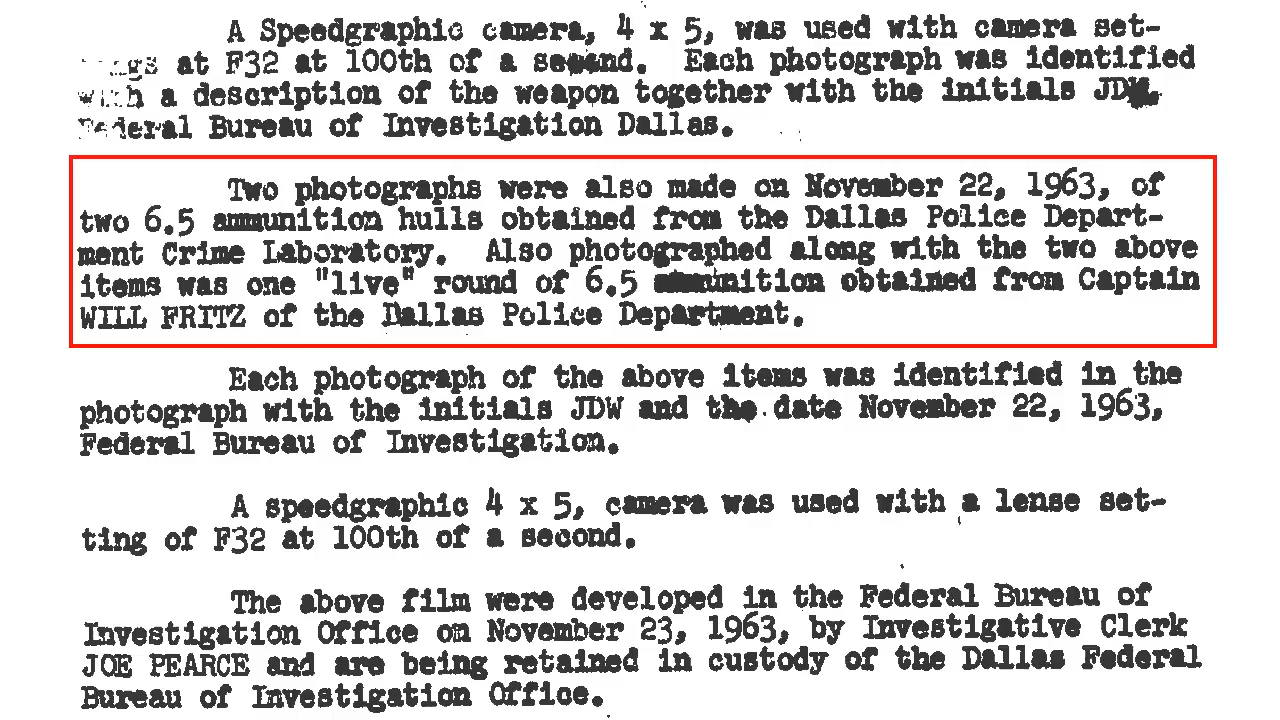 A Speedgraphic camera, 4 x 5, was used with camera set-
at F32 at 100th of a second. Each photograph was identified
with a description of the weapon together with the initials JDW,
Federal Bureau of Investigation Dallas.
Two photographs were also made on November 22, 1963, of
two 6.5 ammunition hulls obtained from the Dallas Police Depart-
ment Crime Laboratory. Also photographed along with the two above
items was one "live" round of 6.5 ammunition obtained from Captain
WILL FRITZ of the Dallas Police Department.
Each photograph of the above items was identified in the
photograph with the initials JDW and the date November 22, 1963,
Federal Bureau of Investigation.
A speedgraphic 4 x 5, camera was used with a lense set-
ting of F32 at 100th of a second.
The above film were developed in the Federal Bureau of
Investigation Office on November 23, 1963, by Investigative Clerk
JOE PEARCE and are being retained in custody of the Dallas Federal
Bureau of Investigation Office.